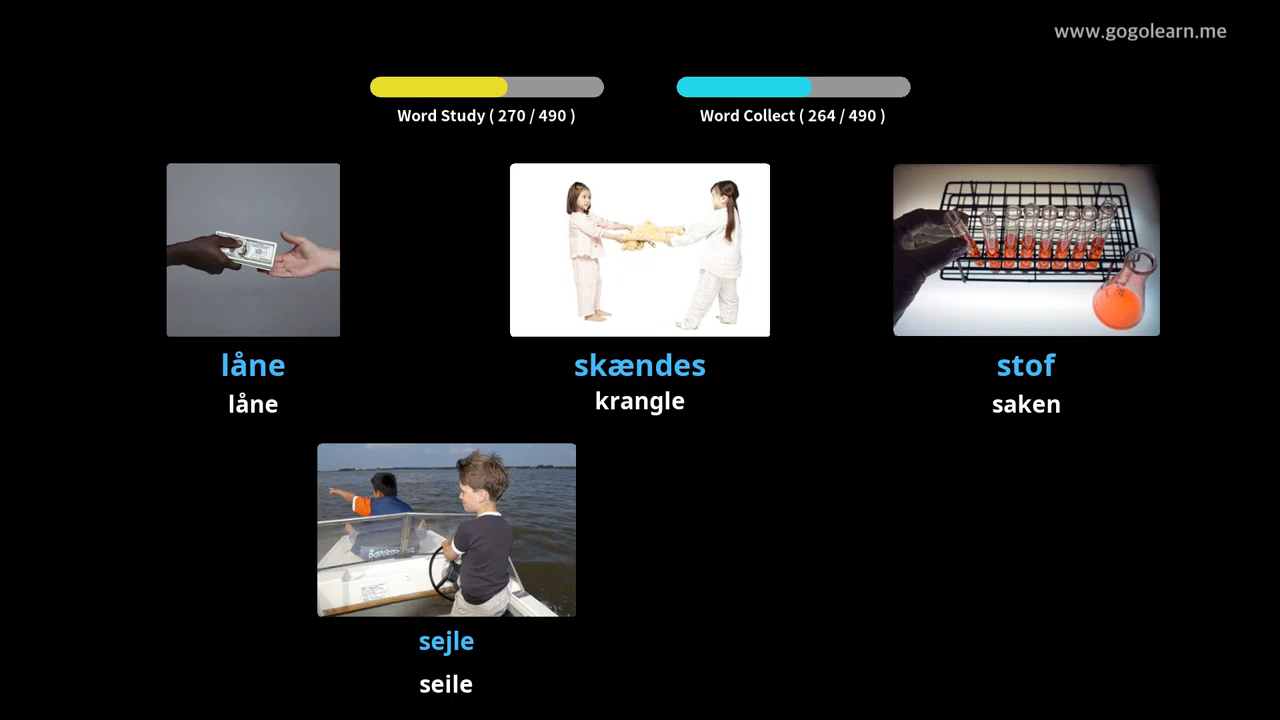 www.gogolearn.me
Word Study ( 270 / 490 )
Word Collect ( 264 / 490 )
låne
låne
skændes
krangle
stof
saken
sejle
seile